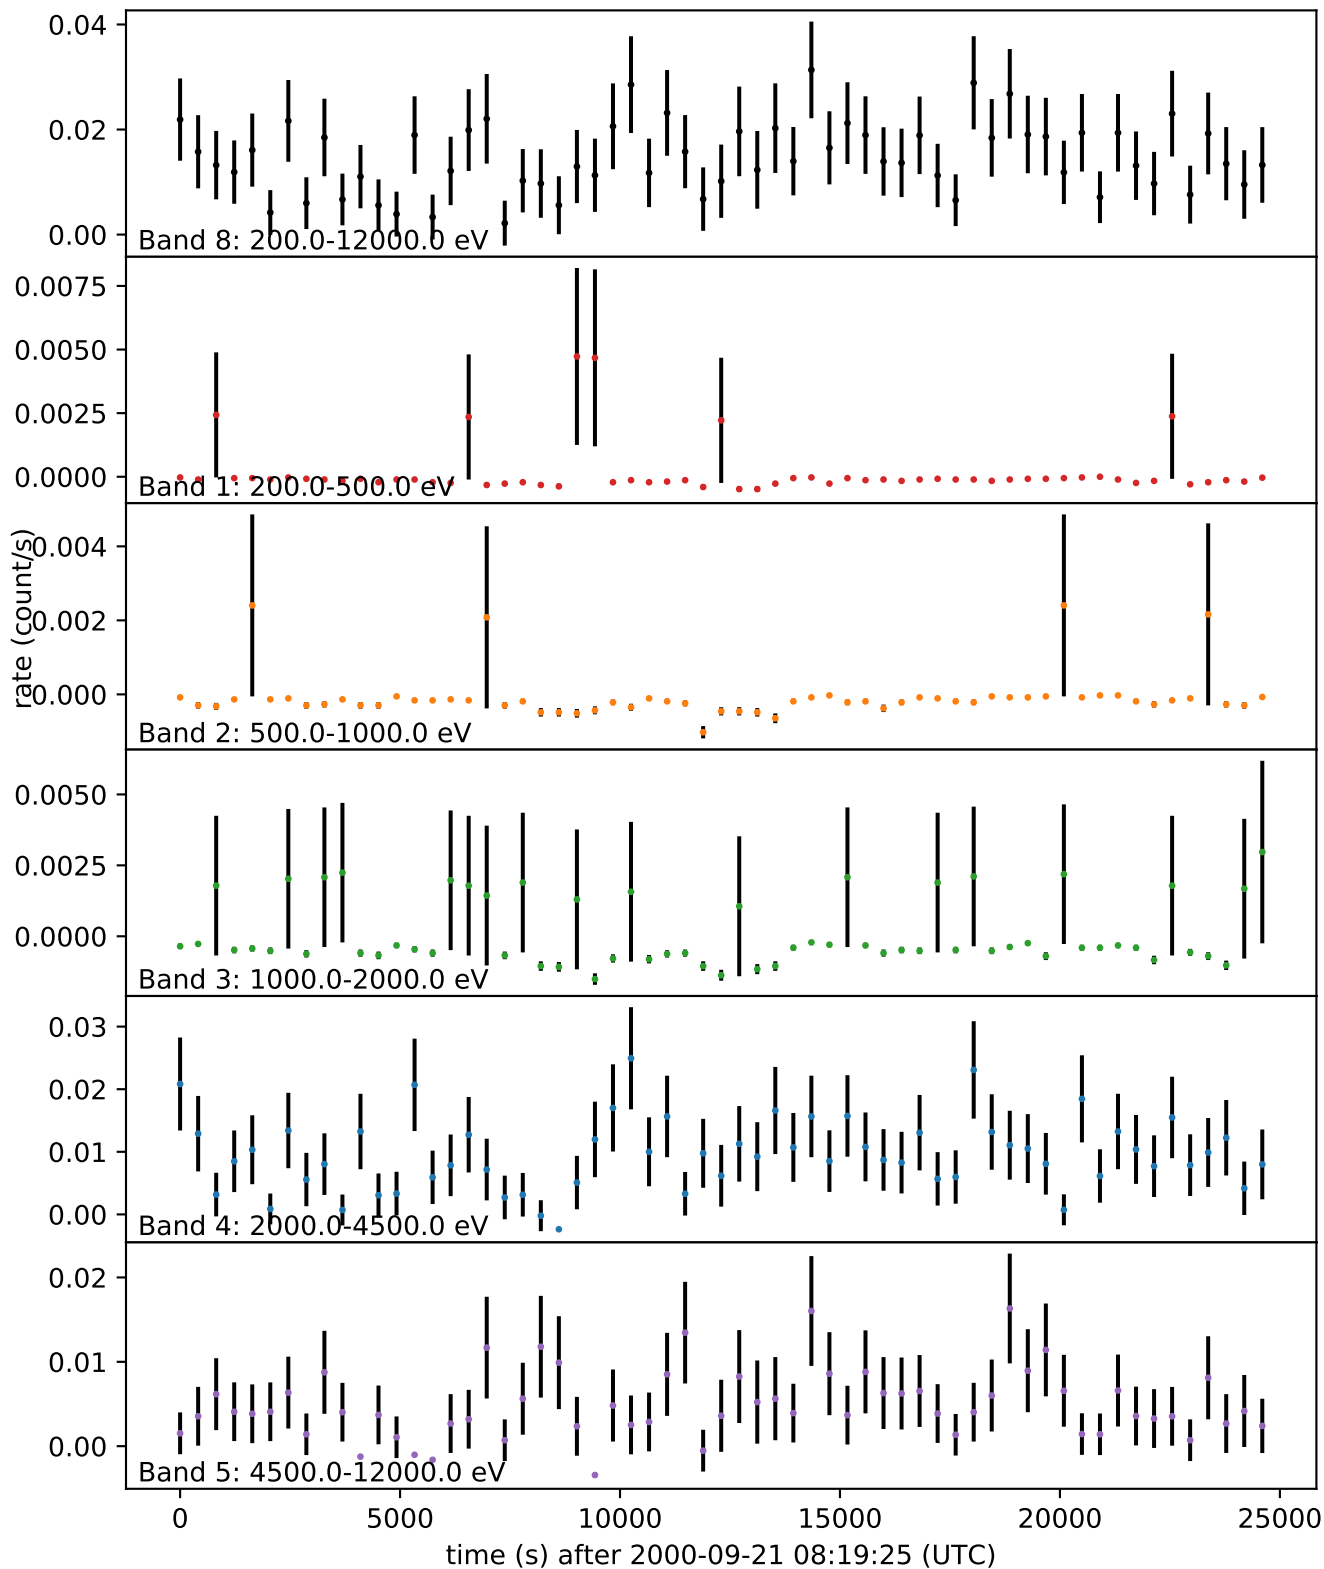 0.04
0.02
0.00
Band 8: 200.0-12000.0 eV
0.0075
0.0050
0.0025
0.0000
Band 1: 200.0-500.0 eV
rate (count/s)
0.004
0.002
0.000
Band 2: 500.0-1000.0 eV
0.0050
0.0025
0.0000
Band 3: 1000.0-2000.0 eV
0.03
0.02
0.01
0.00
Band 4: 2000.0-4500.0 eV
0.02
0.01
0.00
Band 5: 4500.0-12000.0 eV
0 5000 10000 15000 20000 25000
time (s) after 2000-09-21 08:19:25 (UTC)